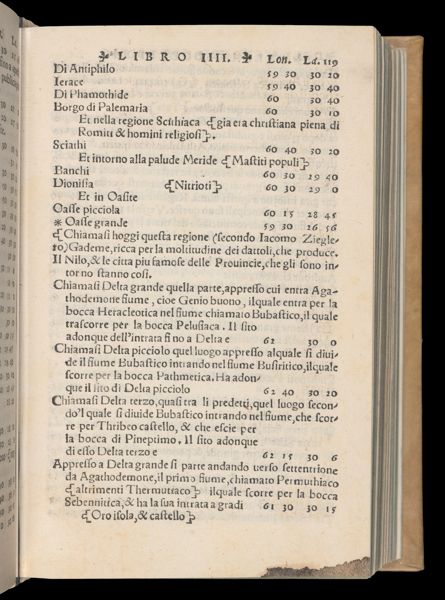 LIBRO IIII. Lon. La. 119
Di Antiphilo 59 30 30 20
Ierace 59 40 30 40
Di Phamothide 60 30 40
Borgo di Palemaria 60 30 10
Et nella regione Scithiaca {gia era christiana piena di
Romiti & homini religiosi}.
Sciathi 60 40 30 20
Et intorno alla palude Meride {Mastiti populi}
Banchi 60 30 29 40
Dionisia {Nitrioti} 60 30 29 0
Et in Oasite
Oasse picciola 60 15 28 45
* Oasse grande 59 30 26 56
{Chiamasi hoggi questa regione (secondo Iacomo Ziegle-
ro) Gademe, ricca per la moltiudine dei dattoli, che produce.
Il Nilo, & le citta piu famose delle Prouincie, che gli sono in-
torno stanno cosi.
Chiamasi Delta grande quella parte, appresso cui entra Aga-
thodemone fiume, cioe Genio buono, ilquale entra per la
bocca Heracleotica nel fiume chiamato Bubastico, il quale
trascorre per la bocca Pelusiaca. Il sito
adonque dell'intrata fino a Delta e 62 30 0
Chiamasi Delta picciolo quel luogo appresso alquale si diui-
de il fiume Bubastico intrando nel fiume Busiritico, ilquale
scorre per la bocca Pathmetica. Ha adon-
que il sito di Delta picciolo 62 40 30 20
Chiamasi Delta terzo, quasi tra li predetti, quel luogo secon-
do'l quale si diuide Bubastico intrando nel fiume, che scor-
re per Thribeo castello, & che escie per
la bocca di Pineptimo. Il sito adonque
di esso Delta terzo e 62 15 30 6
Appresso a Delta grande si parte andando uerso settentrione
da Agathodemone, il primo fiume, chiamato Permuthiaco
{altrimenti Thermutiaco} ilquale scorre per la bocca
Sebennitica, & ha la sua intrata a gradi 61 30 30 15
{Oro isola, & castello}